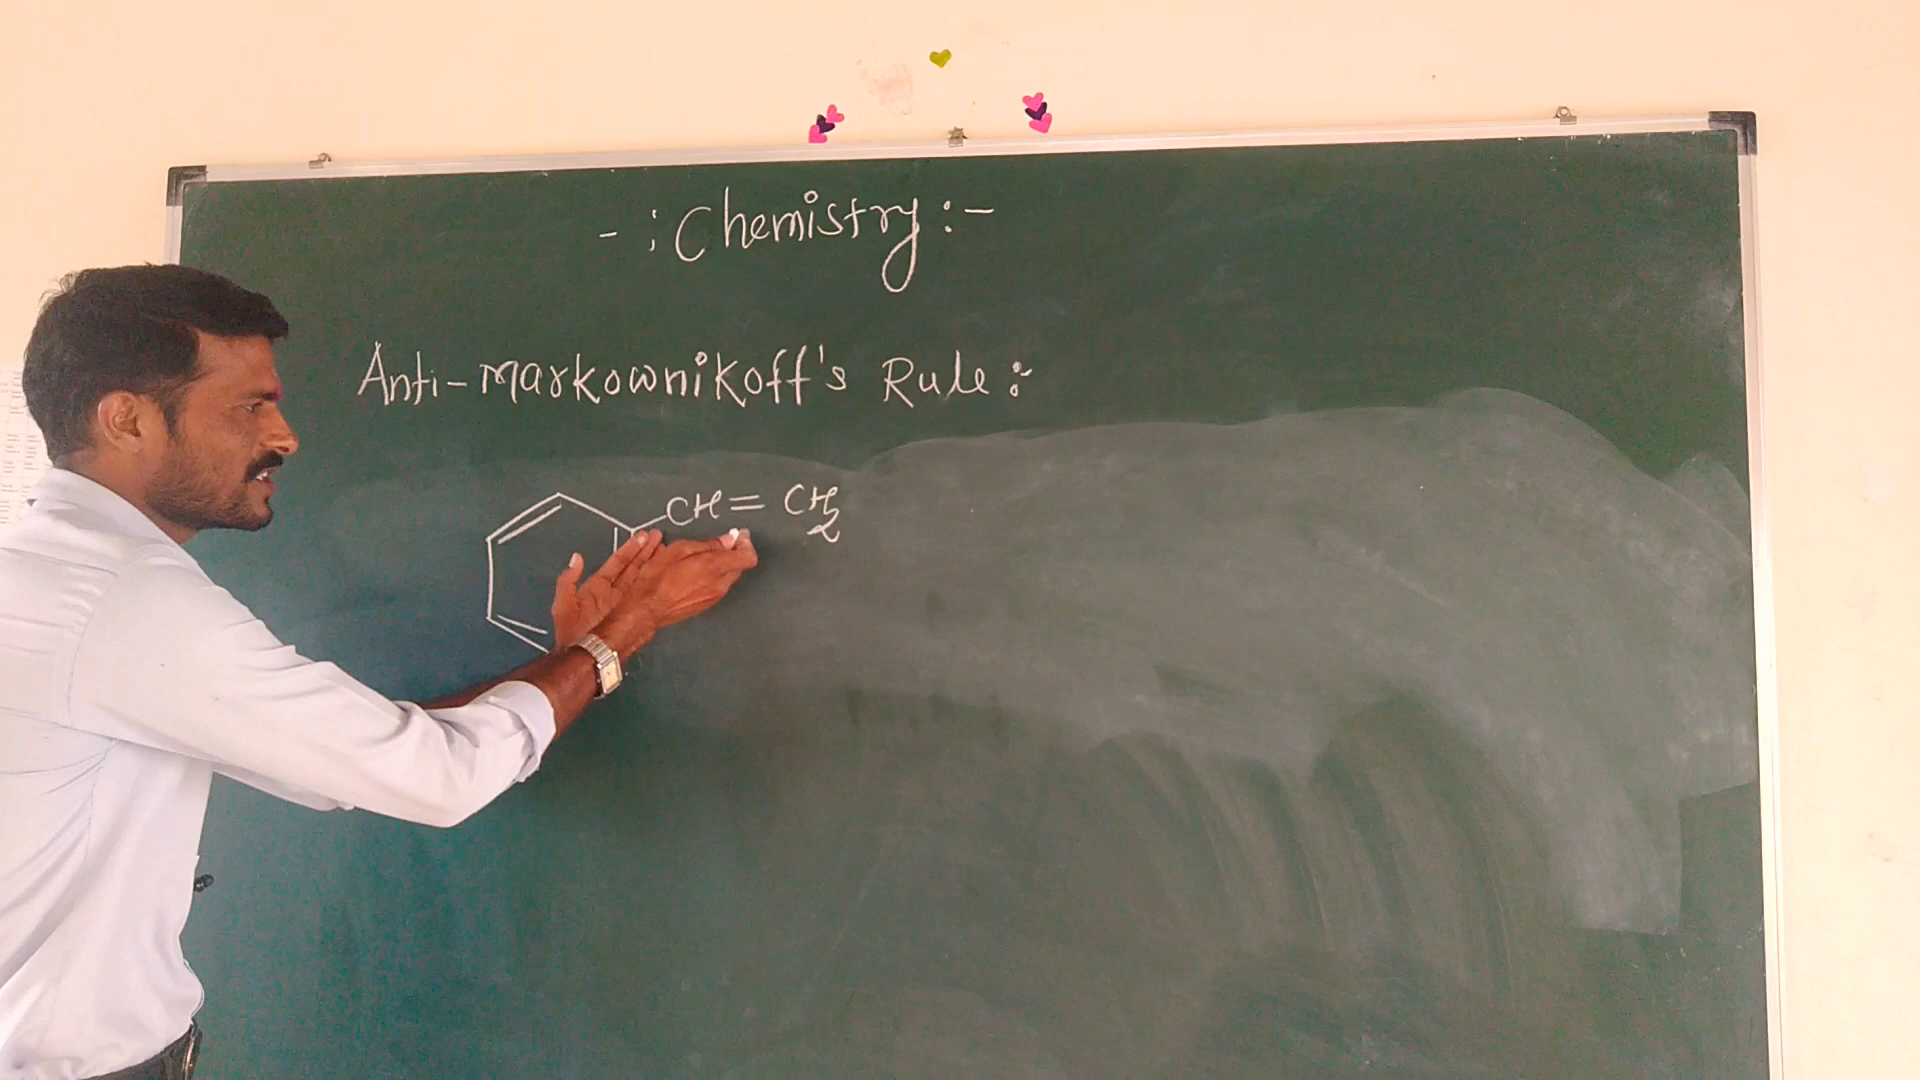 - : Chemistry : -
Anti-Markownikoff's Rule :-
CH = CH2